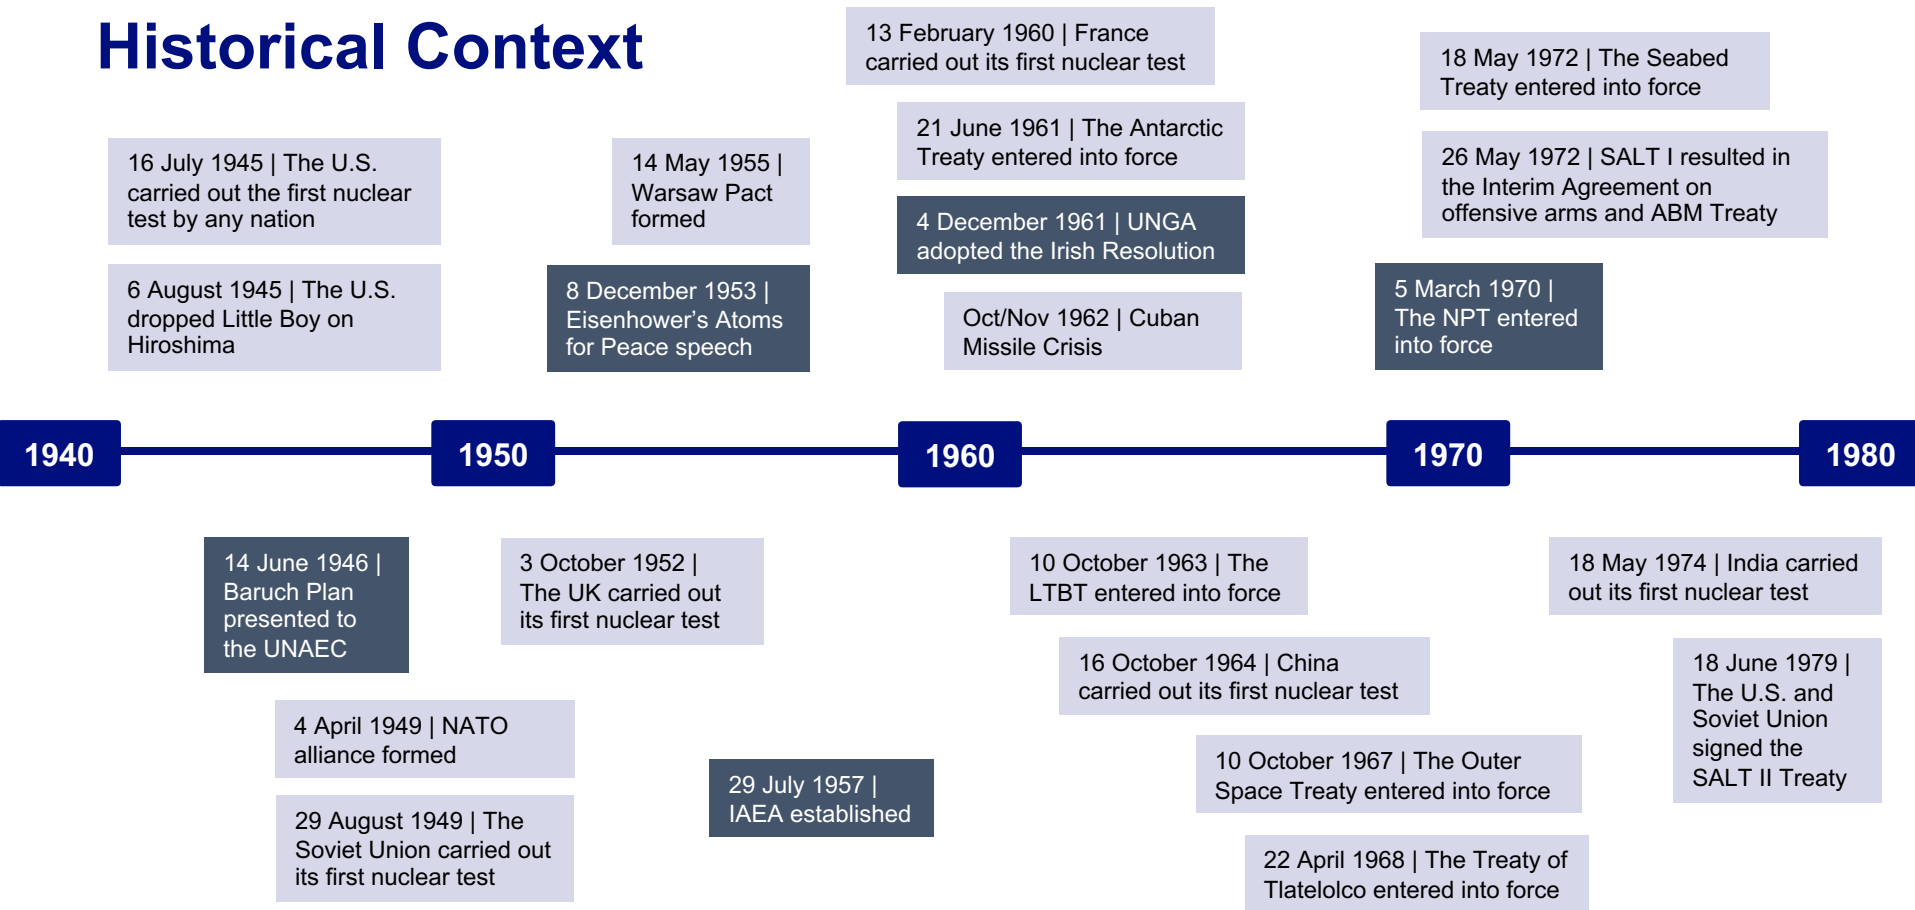 Historical Context
16 July 1945 | The U.S.
carried out the first nuclear
test by any nation
6 August 1945 | The U.S.
dropped Little Boy on
Hiroshima
14 May 1955 |
Warsaw Pact
formed
8 December 1953 |
Eisenhower’s Atoms
for Peace speech
13 February 1960 | France
carried out its first nuclear test
21 June 1961 | The Antarctic
Treaty entered into force
4 December 1961 | UNGA
adopted the Irish Resolution
Oct/Nov 1962 | Cuban
Missile Crisis
18 May 1972 | The Seabed
Treaty entered into force
26 May 1972 | SALT I resulted in
the Interim Agreement on
offensive arms and ABM Treaty
5 March 1970 |
The NPT entered
into force
1940
1950
1960
1970
1980
14 June 1946 |
Baruch Plan
presented to
the UNAEC
4 April 1949 | NATO
alliance formed
29 August 1949 | The
Soviet Union carried out
its first nuclear test
3 October 1952 |
The UK carried out
its first nuclear test
29 July 1957 |
IAEA established
10 October 1963 | The
LTBT entered into force
16 October 1964 | China
carried out its first nuclear test
10 October 1967 | The Outer
Space Treaty entered into force
22 April 1968 | The Treaty of
Tlatelolco entered into force
18 May 1974 | India carried
out its first nuclear test
18 June 1979 |
The U.S. and
Soviet Union
signed the
SALT II Treaty